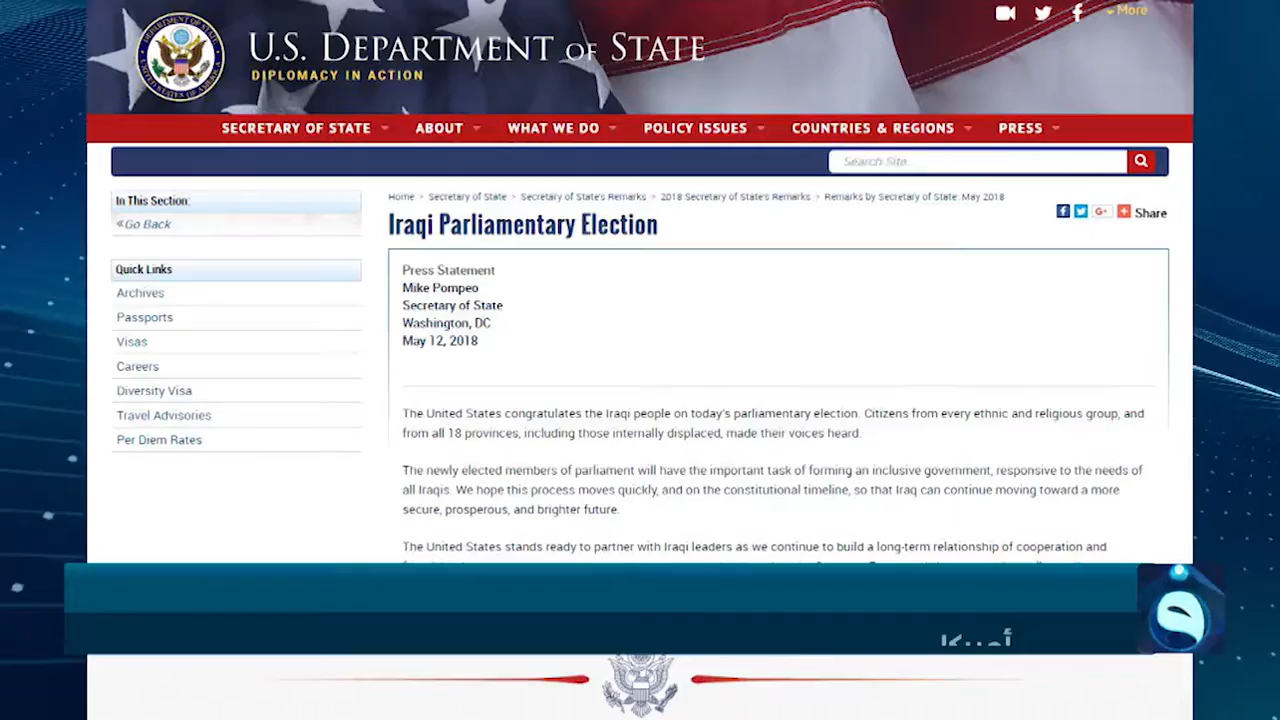 More
U.S. DEPARTMENT OF STATE
DIPLOMACY IN ACTION
SECRETARY OF STATE ABOUT WHAT WE DO POLICY ISSUES COUNTRIES & REGIONS PRESS
Search Site...
In This Section:
«Go Back
Quick Links
Archives
Passports
Visas
Careers
Diversity Visa
Travel Advisories
Per Diem Rates
Home > Secretary of State > Secretary of State's Remarks > 2018 Secretary of State's Remarks > Remarks by Secretary of State: May 2018
Share
Iraqi Parliamentary Election
Press Statement
Mike Pompeo
Secretary of State
Washington, DC
May 12, 2018
The United States congratulates the Iraqi people on today's parliamentary election. Citizens from every ethnic and religious group, and
from all 18 provinces, including those internally displaced, made their voices heard.
The newly elected members of parliament will have the important task of forming an inclusive government, responsive to the needs of
all Iraqis. We hope this process moves quickly, and on the constitutional timeline, so that Iraq can continue moving toward a more
secure, prosperous, and brighter future.
The United States stands ready to partner with Iraqi leaders as we continue to build a long-term relationship of cooperation and